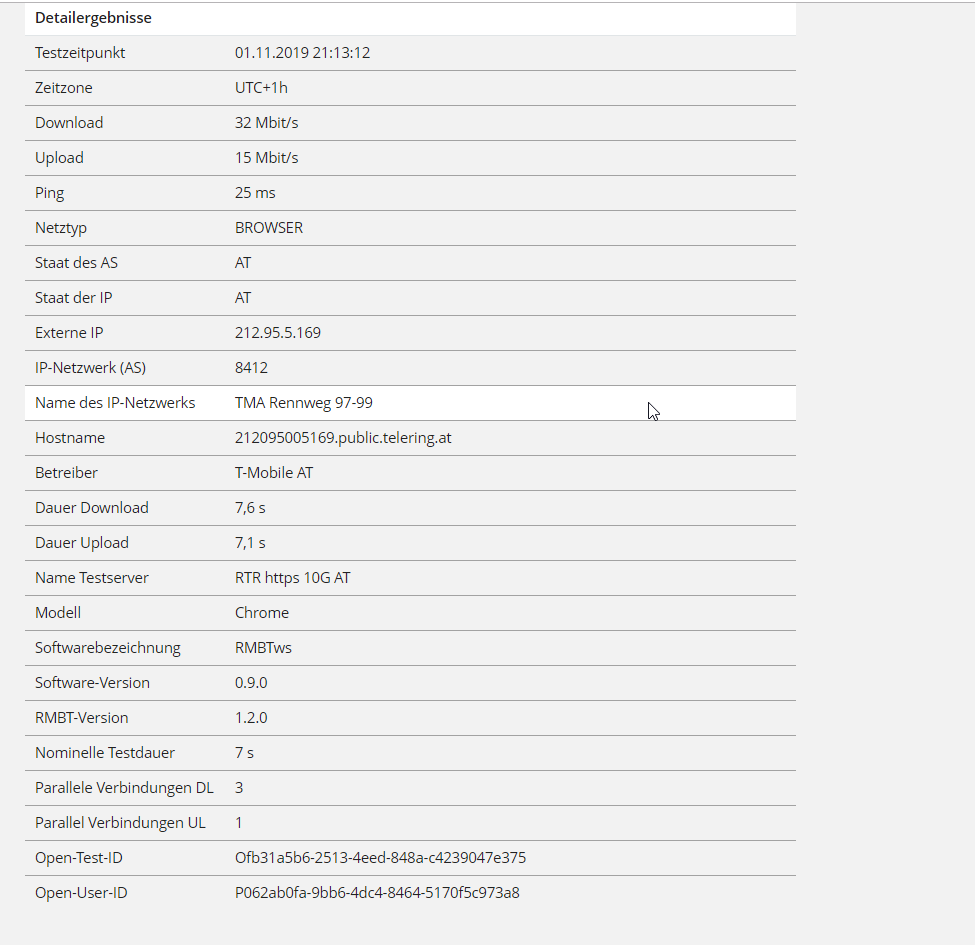 Detailergebnisse
Testzeitpunkt 01.11.2019 21:13:12
Zeitzone UTC+1h
Download 32 Mbit/s
Upload 15 Mbit/s
Ping 25 ms
Netztyp BROWSER
Staat des AS AT
Staat der IP AT
Externe IP 212.95.5.169
IP-Netzwerk (AS) 8412
Name des IP-Netzwerks TMA Rennweg 97-99
Hostname 212095005169.public.telering.at
Betreiber T-Mobile AT
Dauer Download 7,6 s
Dauer Upload 7,1 s
Name Testserver RTR https 10G AT
Modell Chrome
Softwarebezeichnung RMBTws
Software-Version 0.9.0
RMBT-Version 1.2.0
Nominelle Testdauer 7 s
Parallele Verbindungen DL 3
Parallel Verbindungen UL 1
Open-Test-ID Ofb31a5b6-2513-4eed-848a-c4239047e375
Open-User-ID P062ab0fa-9bb6-4dc4-8464-5170f5c973a8